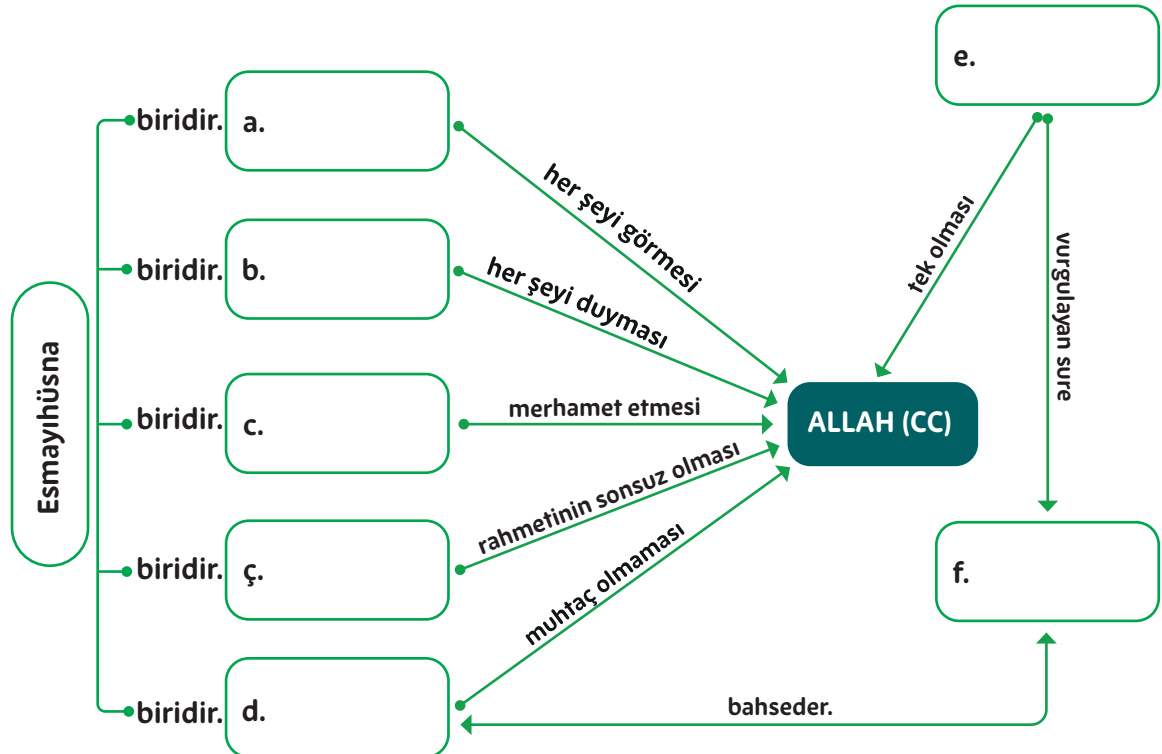 e.
biridir.
a.
her şeyi görmesi
tek olması
vurgulayan sure
biridir.
b.
her şeyi duyması
Esmayıhüsna
biridir.
c.
merhamet etmesi
ALLAH (CC)
biridir.
ç.
rahmetinin sonsuz olması
f.
muhtaç olmaması
biridir.
d.
bahseder.